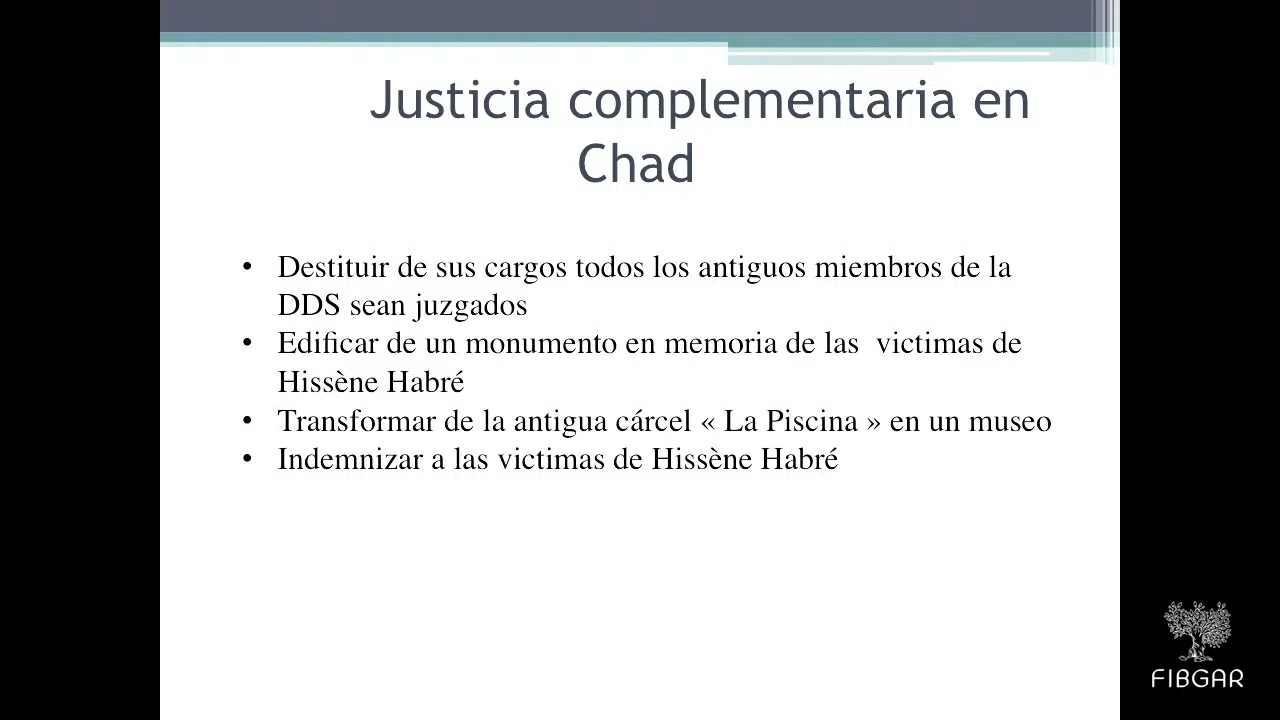 Justicia complementaria en
Chad
• Destituir de sus cargos todos los antiguos miembros de la
DDS sean juzgados
• Edificar de un monumento en memoria de las  victimas de
Hissène Habré
• Transformar de la antigua cárcel « La Piscina » en un museo
• Indemnizar a las victimas de Hissène Habré
FIBGAR